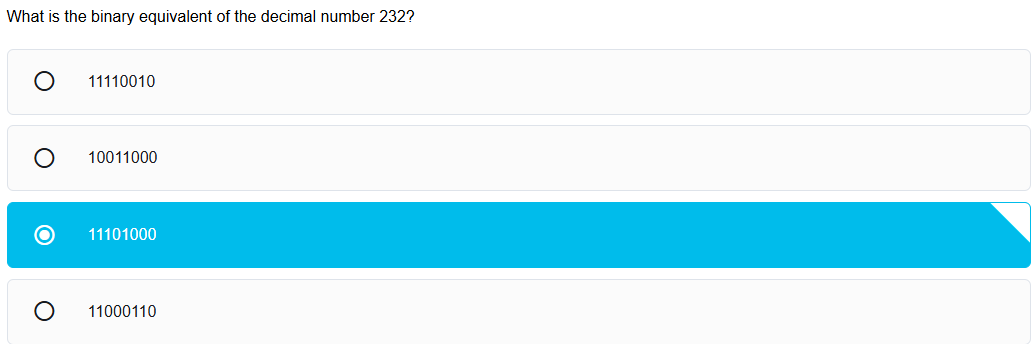 What is the binary equivalent of the decimal number 232?
11110010
10011000
11101000
11000110